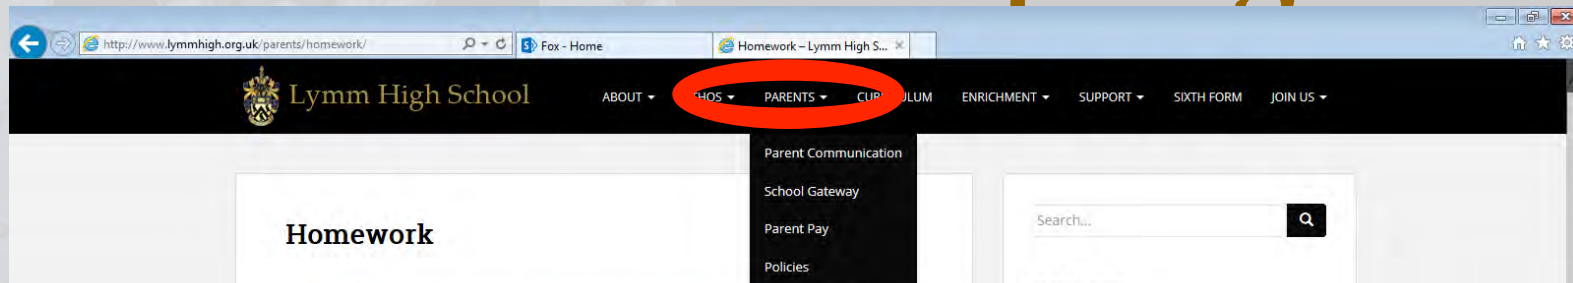 http://www.lymmhigh.org.uk/parents/homework/ Fox - Home Homework – Lymm High S...
Lymm High School ABOUT PARENTS ENRICHMENT SUPPORT SIXTH FORM JOIN US
Parent Communication
School Gateway
Search...
Homework
Parent Pay
Policies